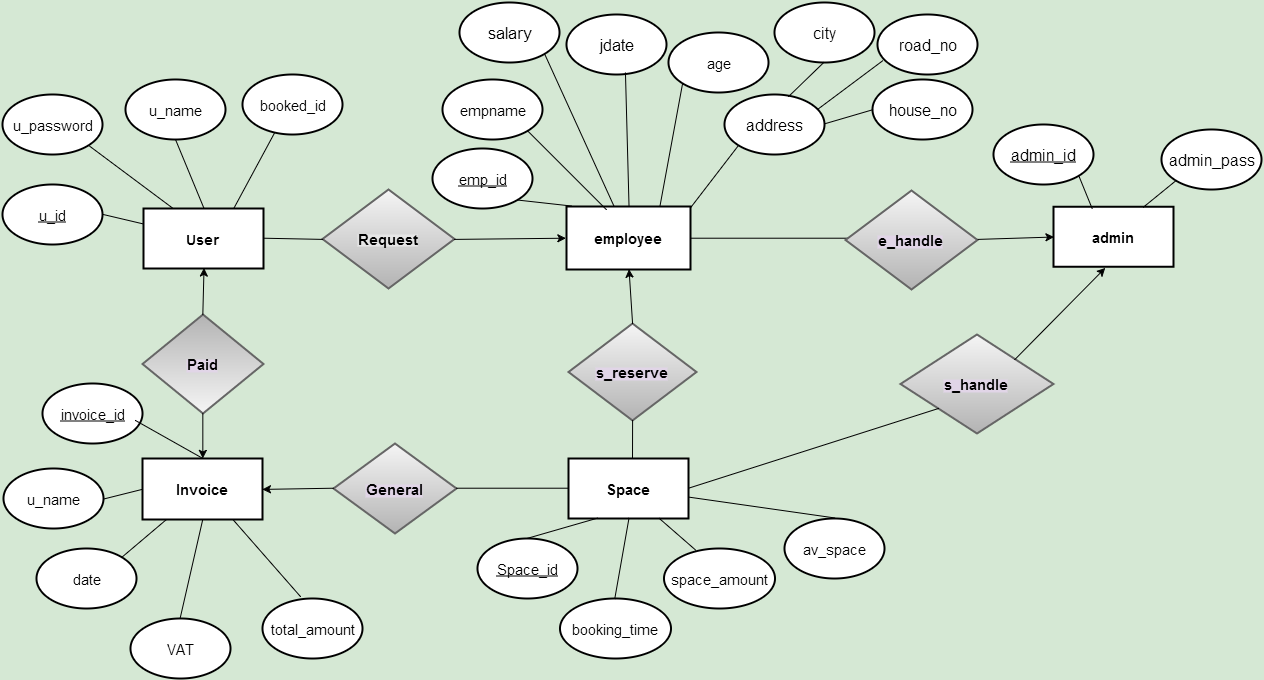 salary
jdate
age
city
road_no
house_no
address
empname
emp_id
u_password
u_name
booked_id
u_id
admin_id
admin_pass
User
Request
employee
e_handle
admin
Paid
s_reserve
s_handle
invoice_id
u_name
Invoice
General
Space
date
VAT
total_amount
Space_id
booking_time
space_amount
av_space